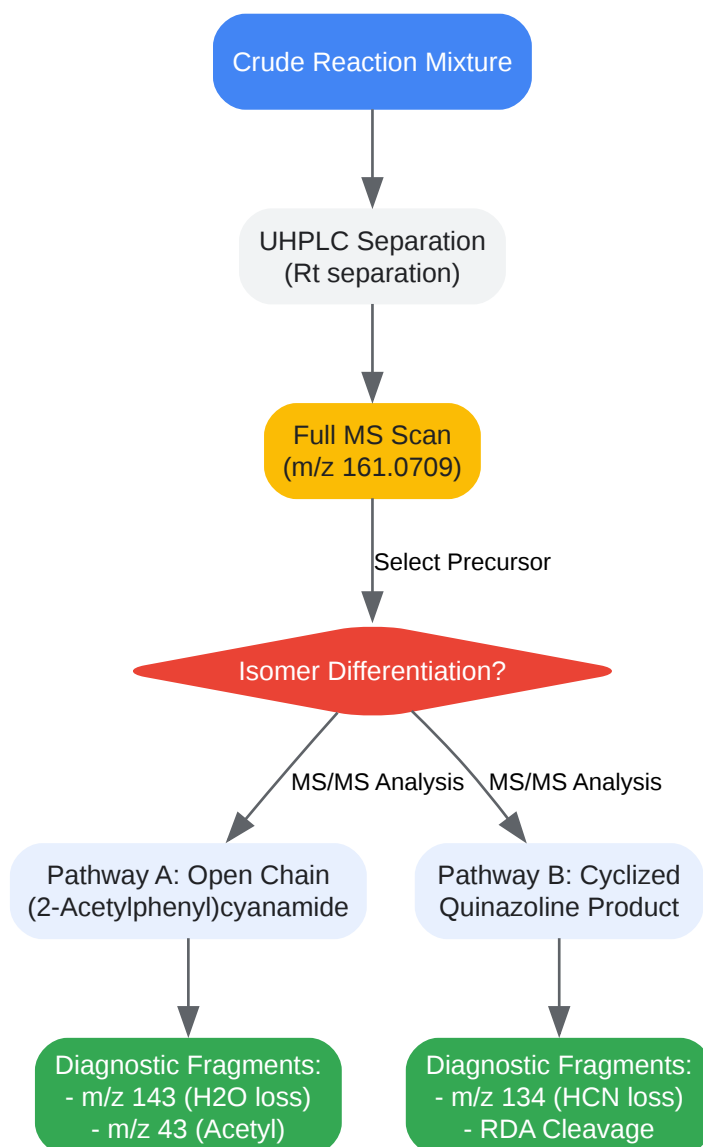 Crude Reaction Mixture
UHPLC Separation
(Rt separation)
Full MS Scan
(m/z 161.0709)
Select Precursor
Isomer Differentiation?
MS/MS Analysis
MS/MS Analysis
Pathway A: Open Chain
(2-Acetylphenyl)cyanamide
Pathway B: Cyclized
Quinazoline Product
Diagnostic Fragments:
- m/z 143 (H2O loss)
- m/z 43 (Acetyl)
Diagnostic Fragments:
- m/z 134 (HCN loss)
- RDA Cleavage